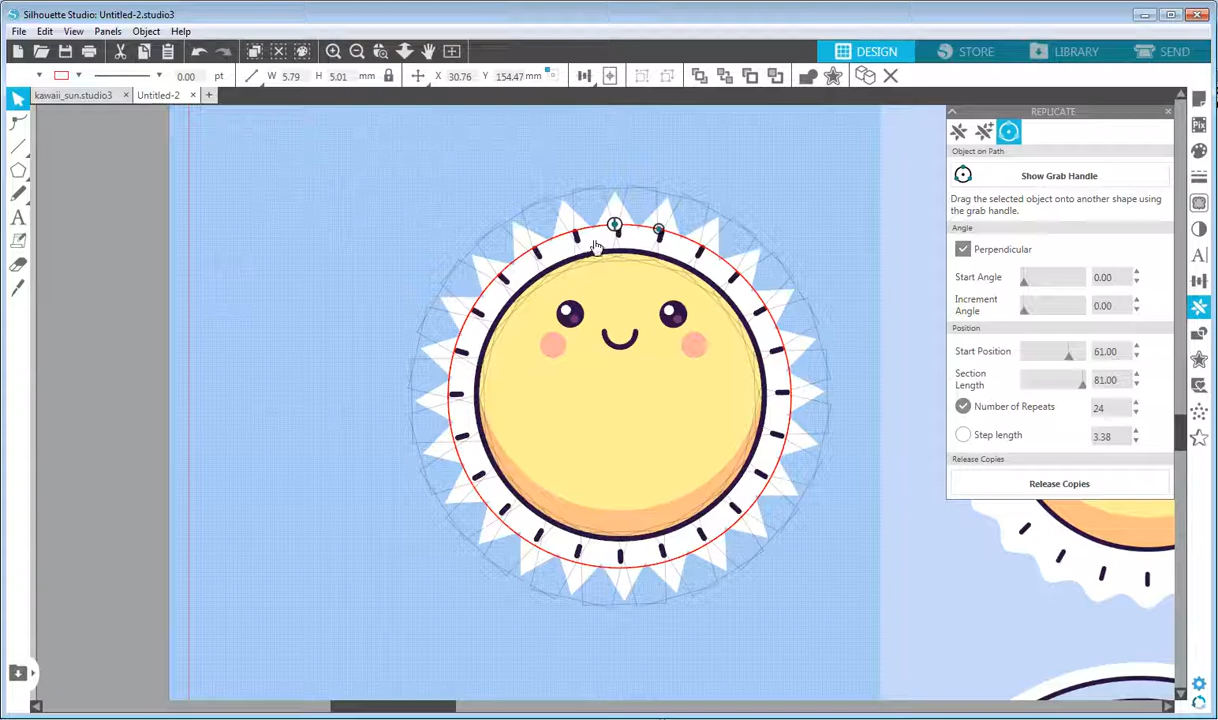 Silhouette Studio: Untitled-2.studio3
File Edit View Panels Object Help
DESIGN STORE LIBRARY SEND
0.00 pt W 5.79 H 5.01 mm X 30.76 Y 154.47 mm
kawaii_sun.studio3 × Untitled-2 × +
REPLICATE
Object on Path
Show Grab Handle
Drag the selected object onto another shape using
the grab handle.
Angle
Perpendicular
Start Angle 0.00
Increment
Angle 0.00
Position
Start Position 61.00
Section
Length 81.00
Number of Repeats 24
Step length 3.38
Release Copies
Release Copies
Pix
A
A